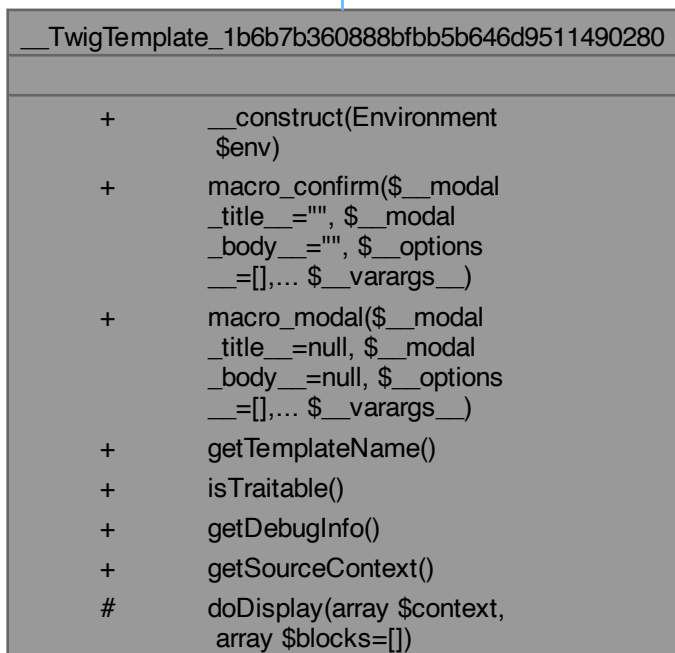 __TwigTemplate_1b6b7b360888bfbb5b646d9511490280
+ __construct(Environment
$env)
+ macro_confirm($__modal
_title__="", $__modal
_body__="", $__options
__=[],... $__varargs__)
+ macro_modal($__modal
_title__=null, $__modal
_body__=null, $__options
__=[],... $__varargs__)
+ getTemplateName()
+ isTraitable()
+ getDebugInfo()
+ getSourceContext()
# doDisplay(array $context,
array $blocks=[])